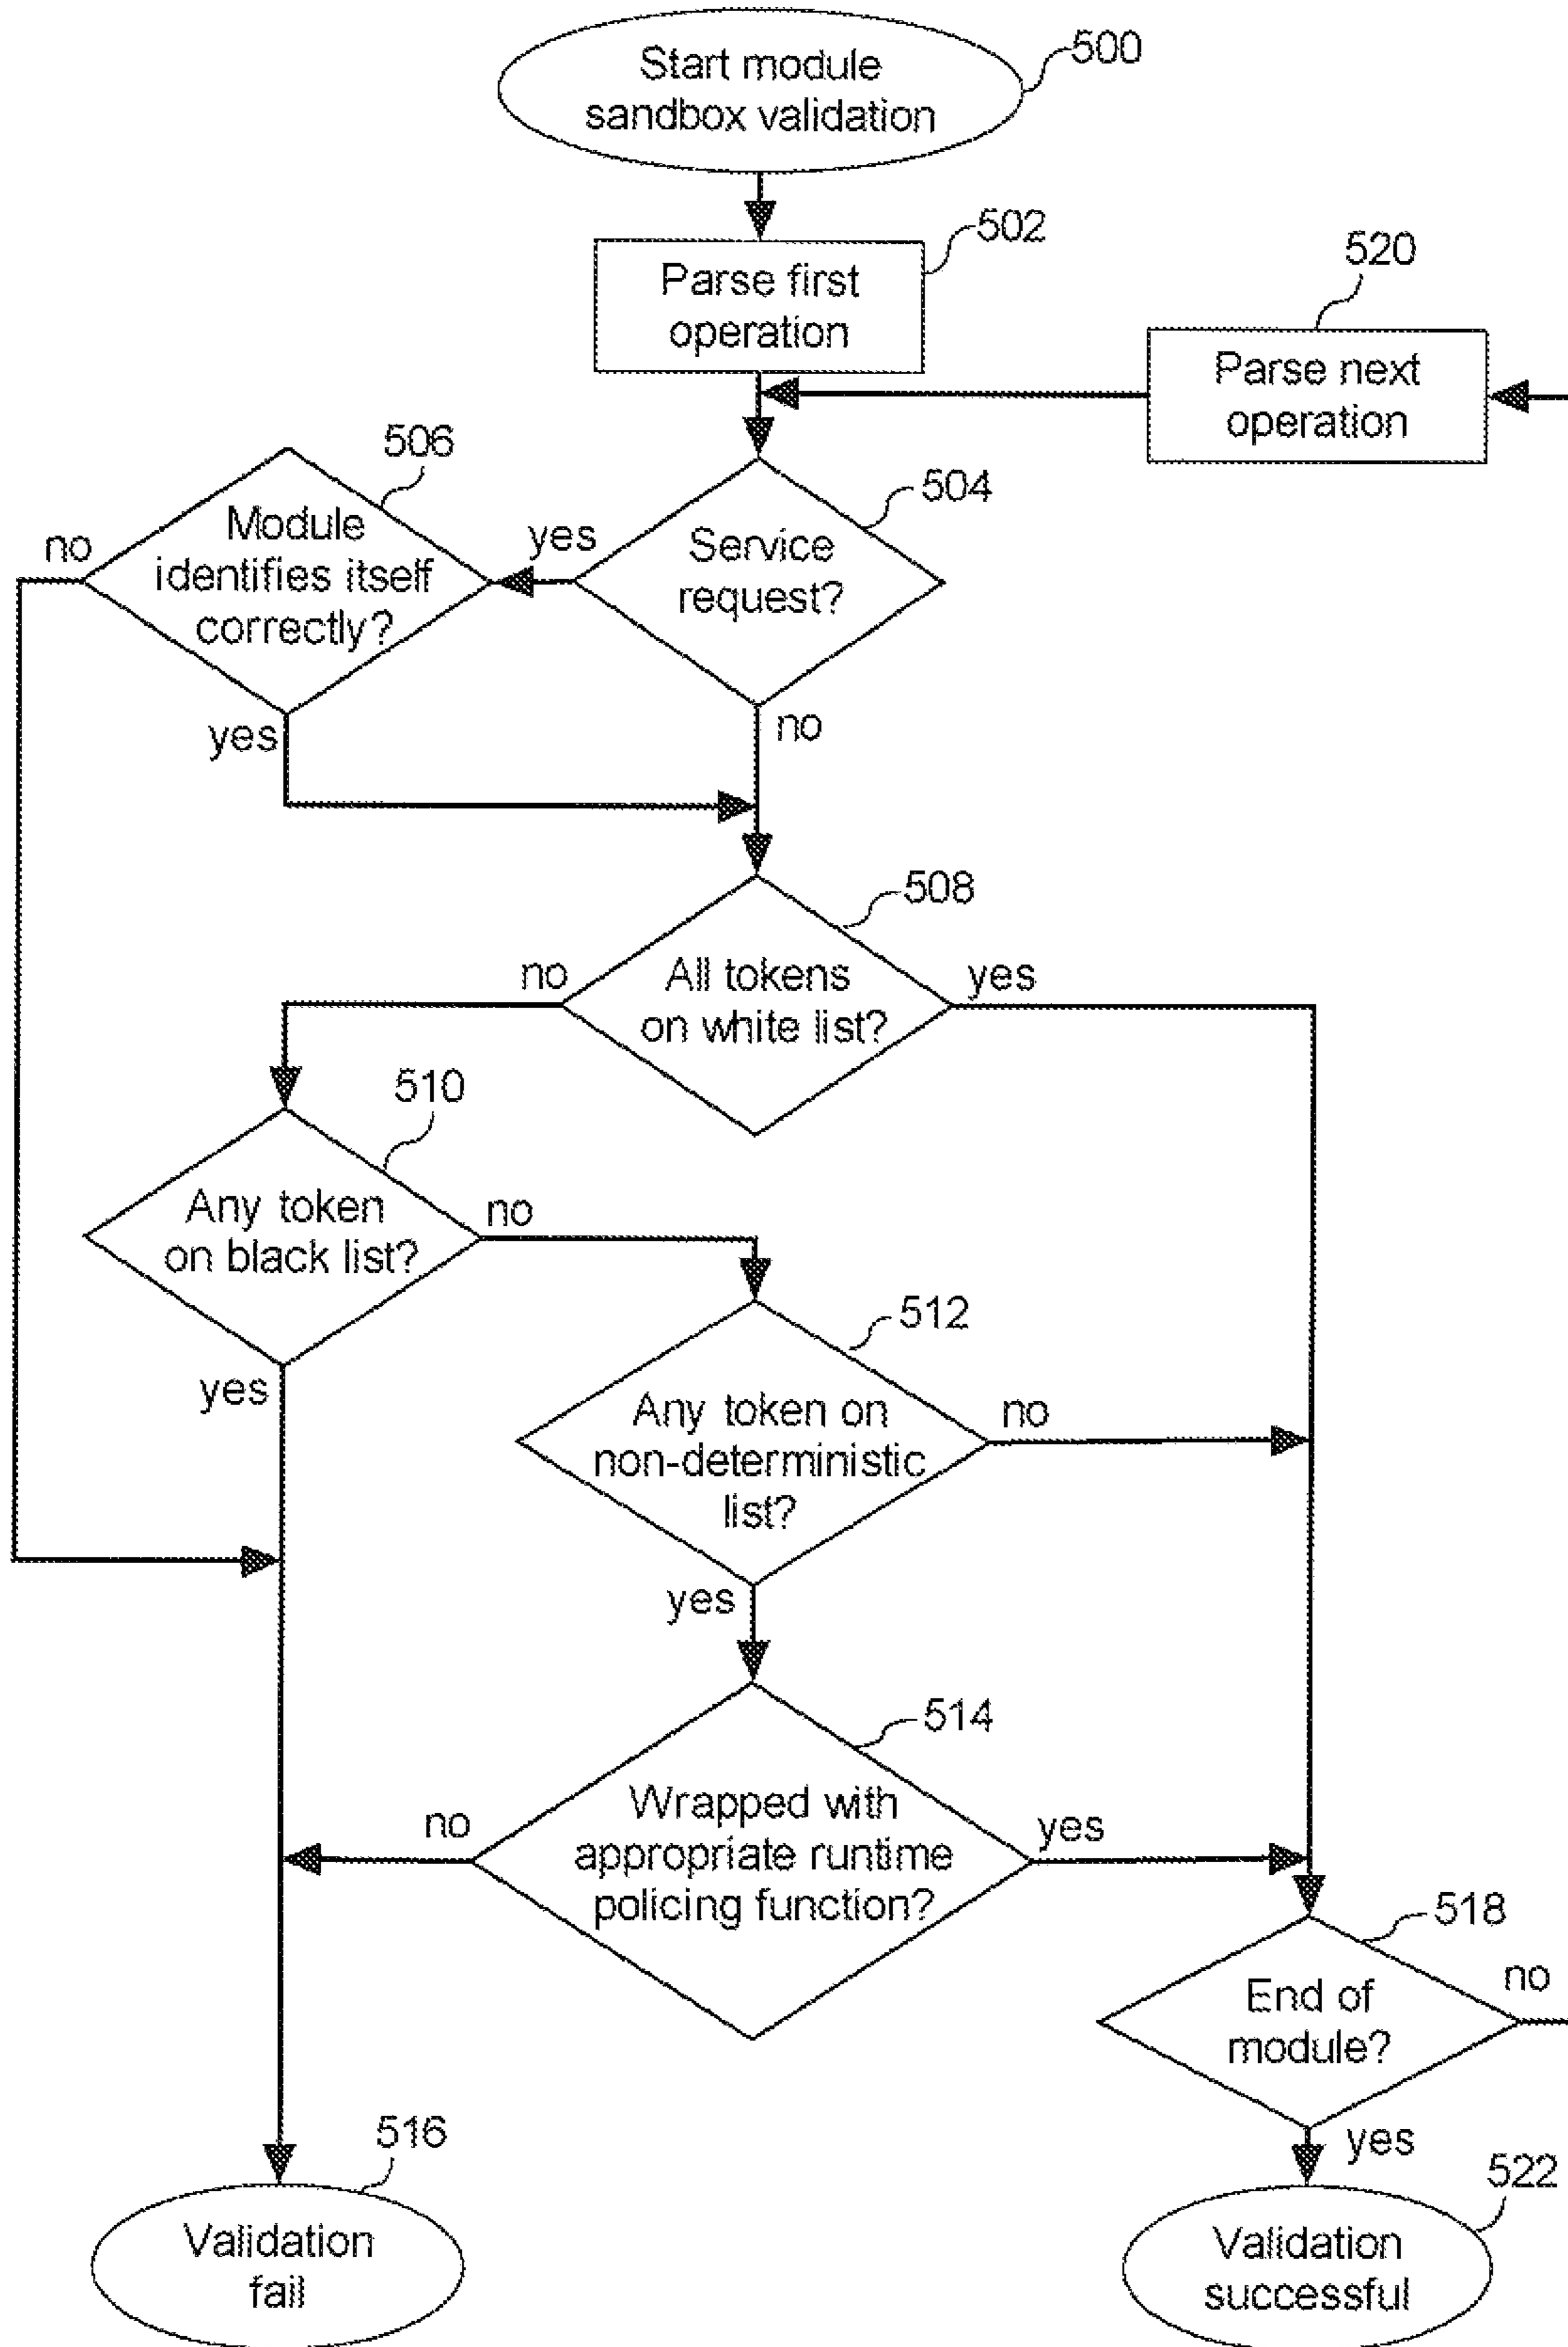 Start module
sandbox validation
500
Parse first
operation
502
Parse next
operation
520
Service
request?
504
yes
no
Module
identifies itself
correctly?
506
no
yes
All tokens
on white list?
508
no
yes
Any token
on black list?
510
no
yes
Any token on
non-deterministic
list?
512
no
yes
Wrapped with
appropriate runtime
policing function?
514
no
yes
End of
module?
518
no
yes
Validation
fail
516
Validation
successful
522